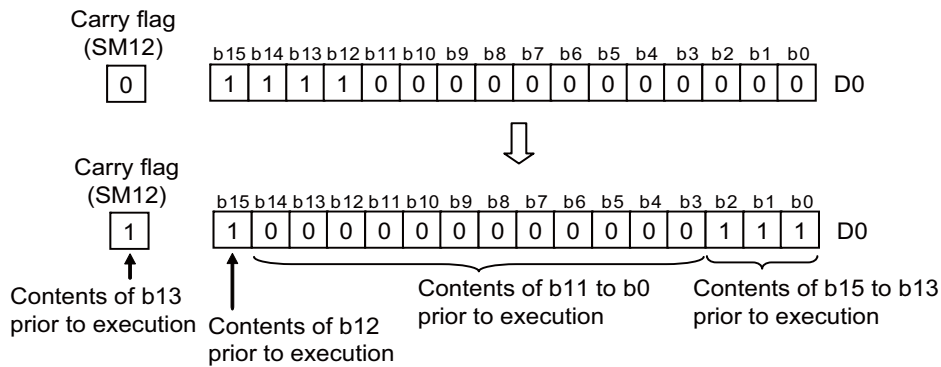 Carry flag
(SM12)
b15 b14 b13 b12 b11 b10 b9 b8 b7 b6 b5 b4 b3 b2 b1 b0
0 1 1 1 1 0 0 0 0 0 0 0 0 0 0 0 0 D0
Carry flag
(SM12)
b15 b14 b13 b12 b11 b10 b9 b8 b7 b6 b5 b4 b3 b2 b1 b0
1 1 0 0 0 0 0 0 0 0 0 0 0 0 1 1 1 D0
Contents of b13
prior to execution
Contents of b12
prior to execution
Contents of b11 to b0
prior to execution
Contents of b15 to b13
prior to execution